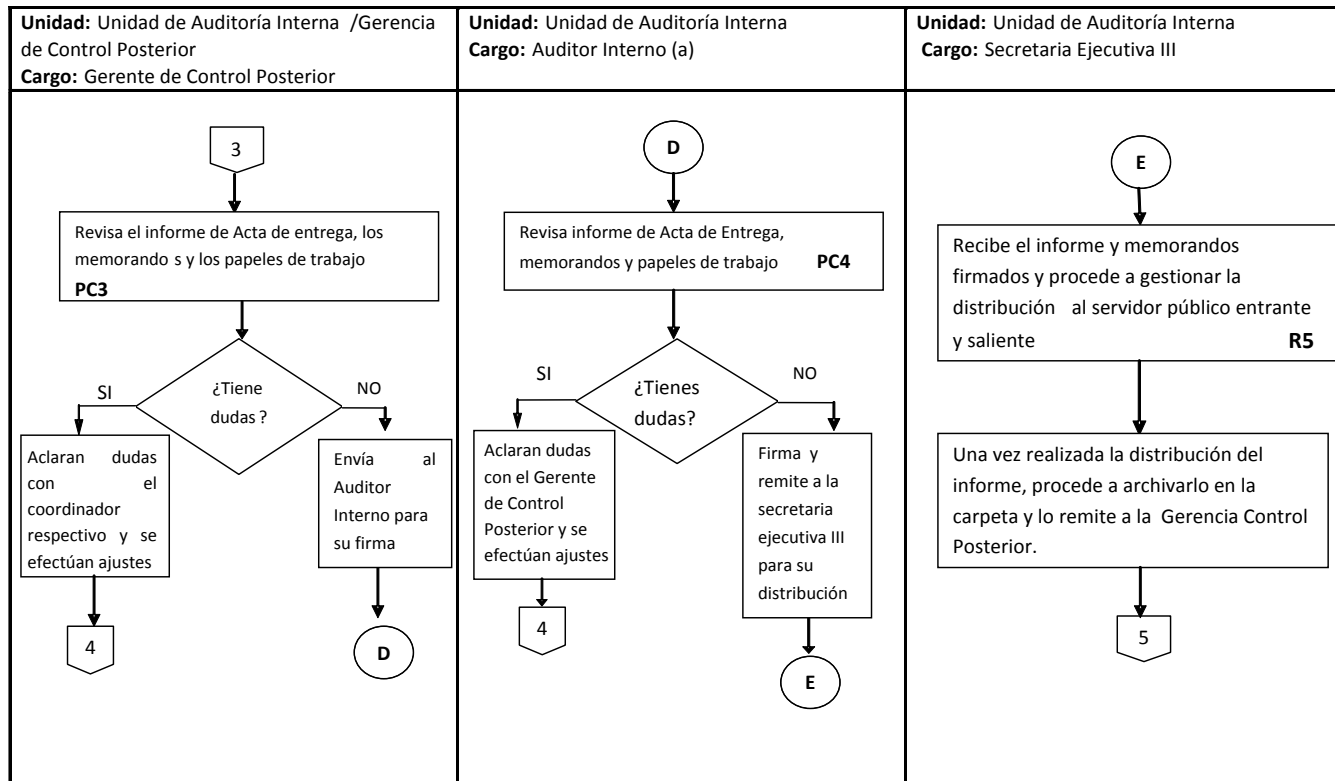 Unidad: Unidad de Auditoría Interna /Gerencia
de Control Posterior
Cargo: Gerente de Control Posterior
3
Revisa el informe de Acta de entrega, los
memorando s y los papeles de trabajo
PC3
¿Tiene
dudas ?
SI
NO
Aclaran dudas
con el
coordinador
respectivo y se
efectúan ajustes
Envía al
Auditor
Interno para
su firma
4
D
Unidad: Unidad de Auditoría Interna
Cargo: Auditor Interno (a)
D
Revisa informe de Acta de Entrega,
memorandos y papeles de trabajo PC4
¿Tienes
dudas?
SI
NO
Aclaran dudas
con el Gerente
de Control
Posterior y se
efectúan ajustes
Firma y
remite a la
secretaria
ejecutiva III
para su
distribución
4
E
Unidad: Unidad de Auditoría Interna
Cargo: Secretaria Ejecutiva III
E
Recibe el informe y memorandos
firmados y procede a gestionar la
distribución al servidor público entrante
y saliente R5
Una vez realizada la distribución del
informe, procede a archivarlo en la
carpeta y lo remite a la Gerencia Control
Posterior.
5